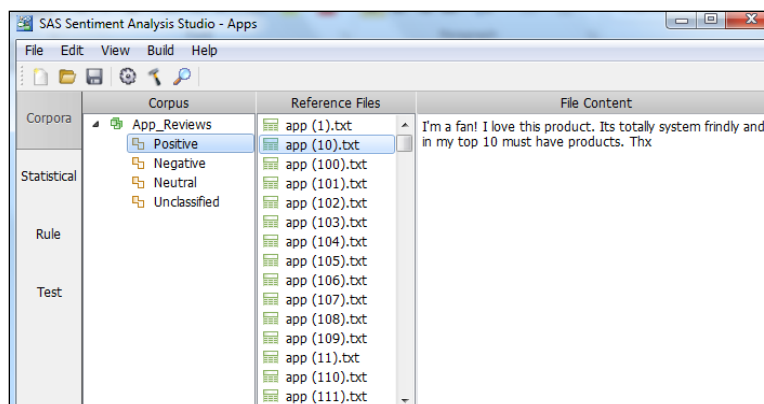 SAS Sentiment Analysis Studio - Apps
File Edit View Build Help
Corpora
Statistical
Rule
Test
Corpus
App_Reviews
Positive
Negative
Neutral
Unclassified
Reference Files
app (1).txt
app (10).txt
app (100).txt
app (101).txt
app (102).txt
app (103).txt
app (104).txt
app (105).txt
app (106).txt
app (107).txt
app (108).txt
app (109).txt
app (11).txt
app (110).txt
app (111).txt
File Content
I'm a fan! I love this product. Its totally system frindly and
in my top 10 must have products. Thx